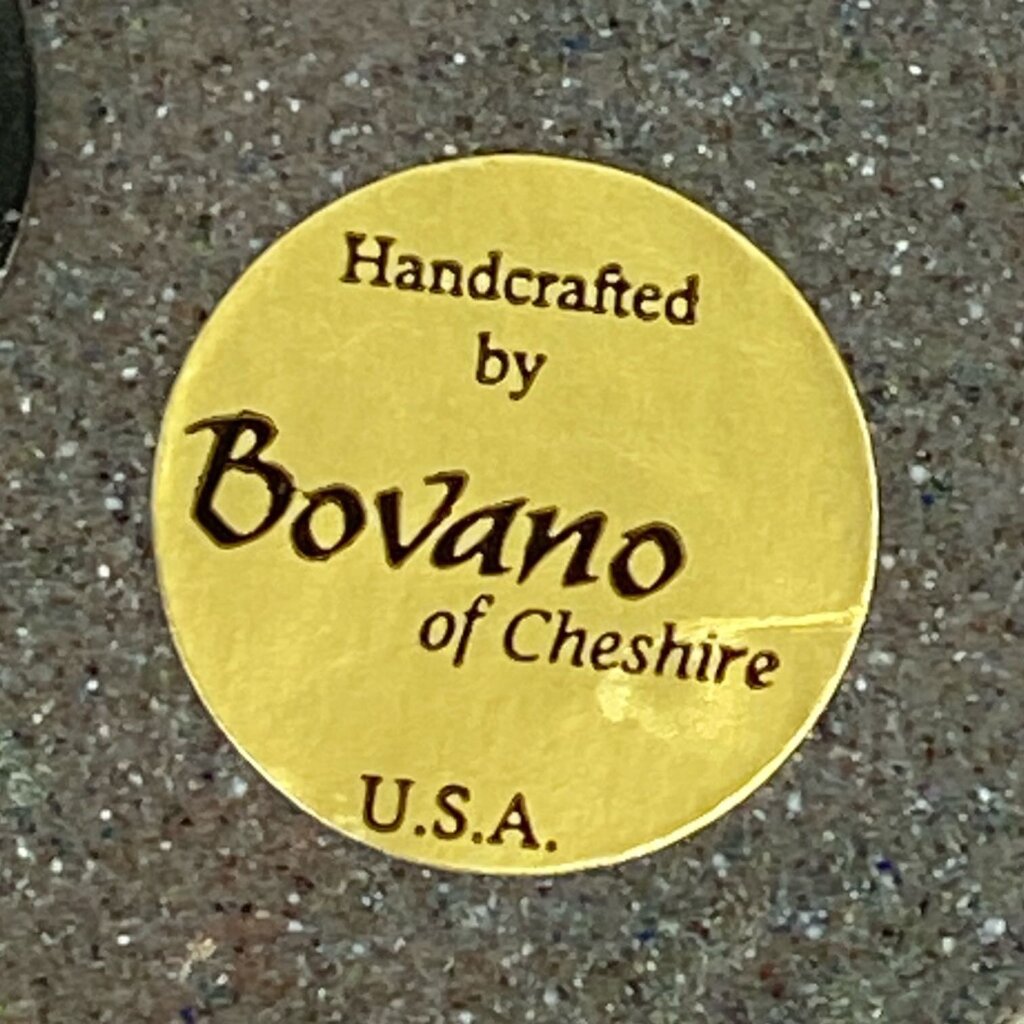 Handcrafted
by
Bovano
of Cheshire
U.S.A.